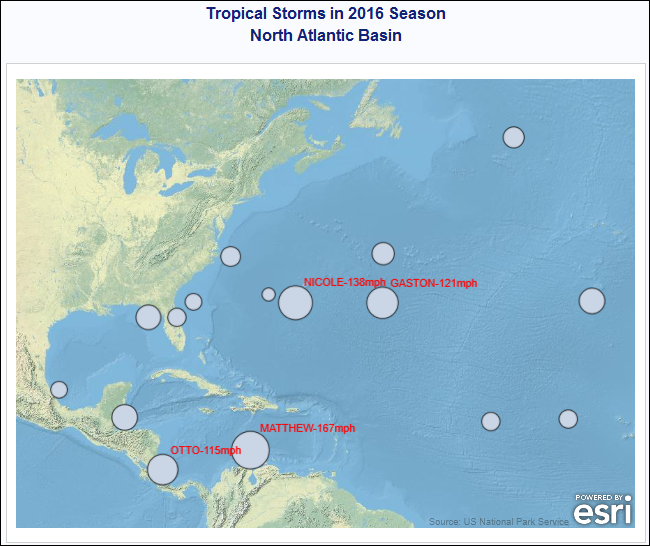 Tropical Storms in 2016 Season
North Atlantic Basin
NICOLE-138mph
GASTON-121mph
MATTHEW-167mph
OTTO-115mph
POWERED BY
esri
Source: US National Park Service